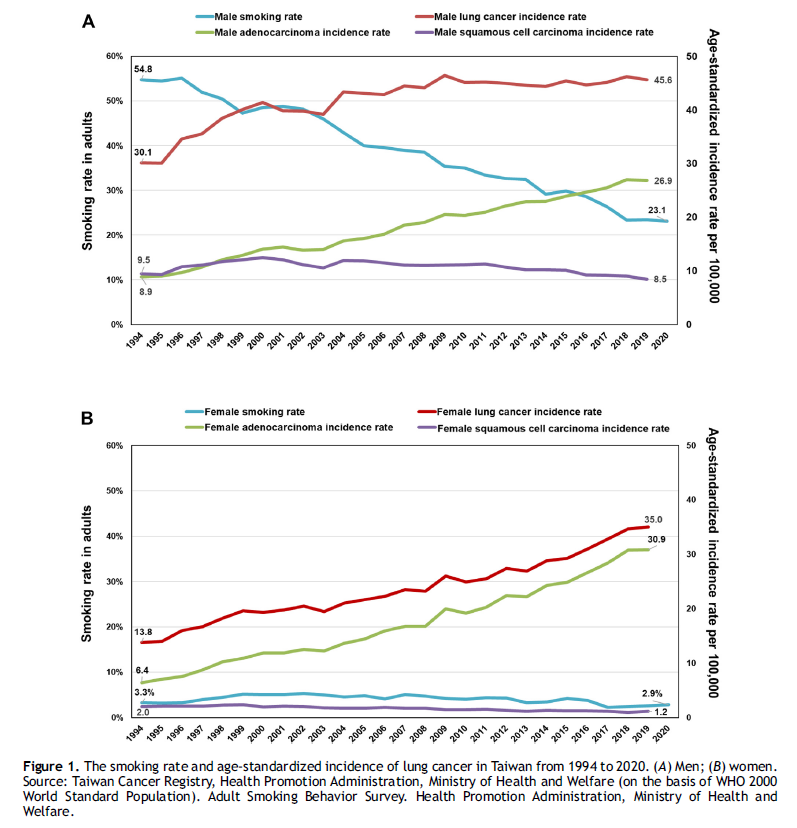 A
Male smoking rate
Male lung cancer incidence rate
Male adenocarcinoma incidence rate
Male squamous cell carcinoma incidence rate
Smoking rate in adults
60%
50%
40%
30%
20%
10%
0%
54.8
30.1
9.5
8.9
45.6
26.9
23.1
8.5
50
40
30
20
10
0
Age-standardized incidence rate per 100,000
1994 1995 1996 1997 1998 1999 2000 2001 2002 2003 2004 2005 2006 2007 2008 2009 2010 2011 2012 2013 2014 2015 2016 2017 2018 2019 2020
B
Female smoking rate
Female lung cancer incidence rate
Female adenocarcinoma incidence rate
Female squamous cell carcinoma incidence rate
Smoking rate in adults
60%
50%
40%
30%
20%
10%
0%
13.8
6.4
3.3%
2.0
35.0
30.9
2.9%
1.2
50
40
30
20
10
0
Age-standardized incidence rate per 100,000
1994 1995 1996 1997 1998 1999 2000 2001 2002 2003 2004 2005 2006 2007 2008 2009 2010 2011 2012 2013 2014 2015 2016 2017 2018 2019 2020
Figure 1. The smoking rate and age-standardized incidence of lung cancer in Taiwan from 1994 to 2020. (A) Men; (B) women.
Source: Taiwan Cancer Registry, Health Promotion Administration, Ministry of Health and Welfare (on the basis of WHO 2000
World Standard Population). Adult Smoking Behavior Survey. Health Promotion Administration, Ministry of Health and
Welfare.